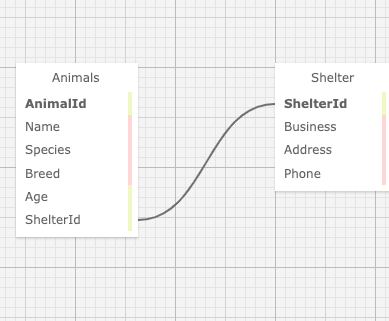 Animals
AnimalId
Name
Species
Breed
Age
ShelterId
Shelter
ShelterId
Business
Address
Phone